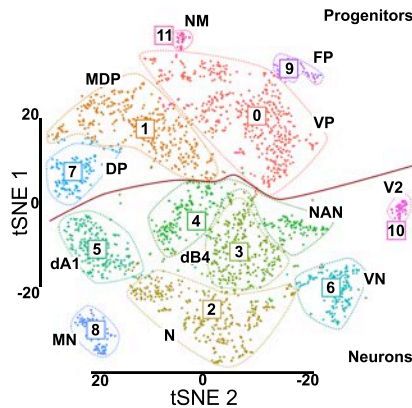 NM
Progenitors
11
FP
9
MDP
20
0
1
VP
DP
7
V2
0
NAN
10
4
5
dB4
3
VN
dA1
6
-20
2
8
MN
N
Neurons
20
0
-20
tSNE 1
tSNE 2